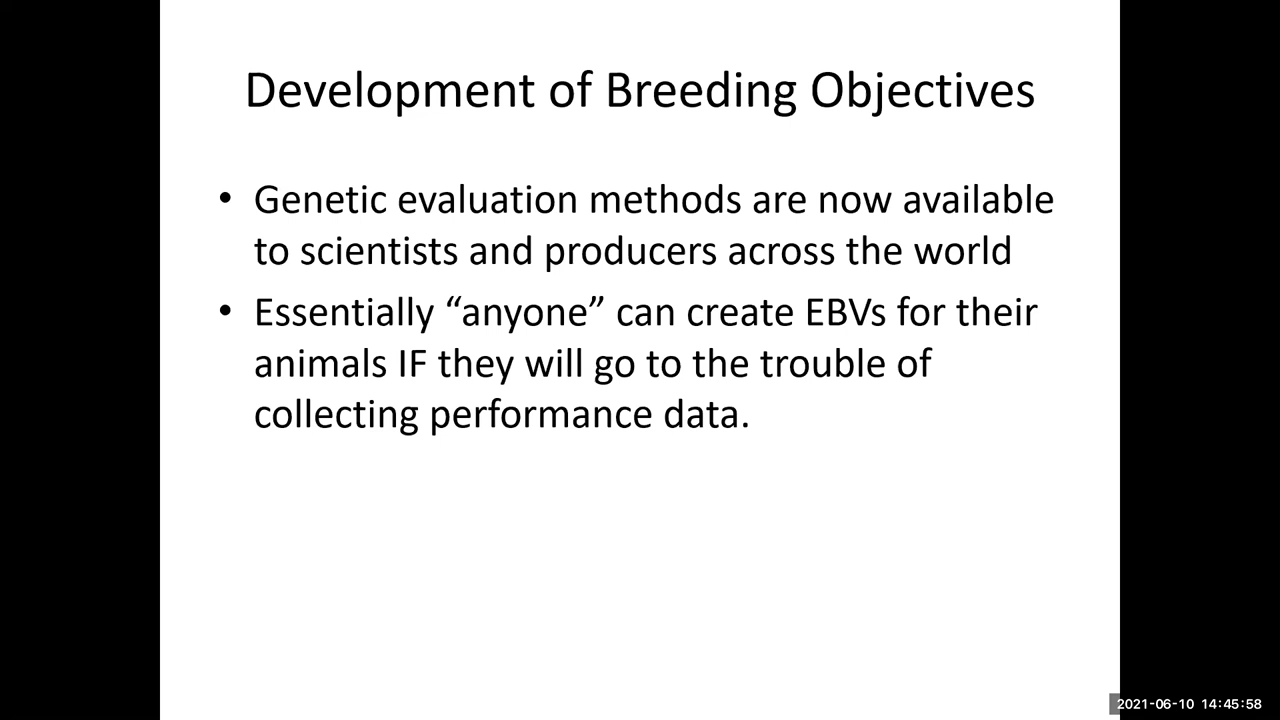 Development of Breeding Objectives
• Genetic evaluation methods are now available
to scientists and producers across the world
• Essentially “anyone” can create EBVs for their
animals IF they will go to the trouble of
collecting performance data.
2021-06-10 14:45:58